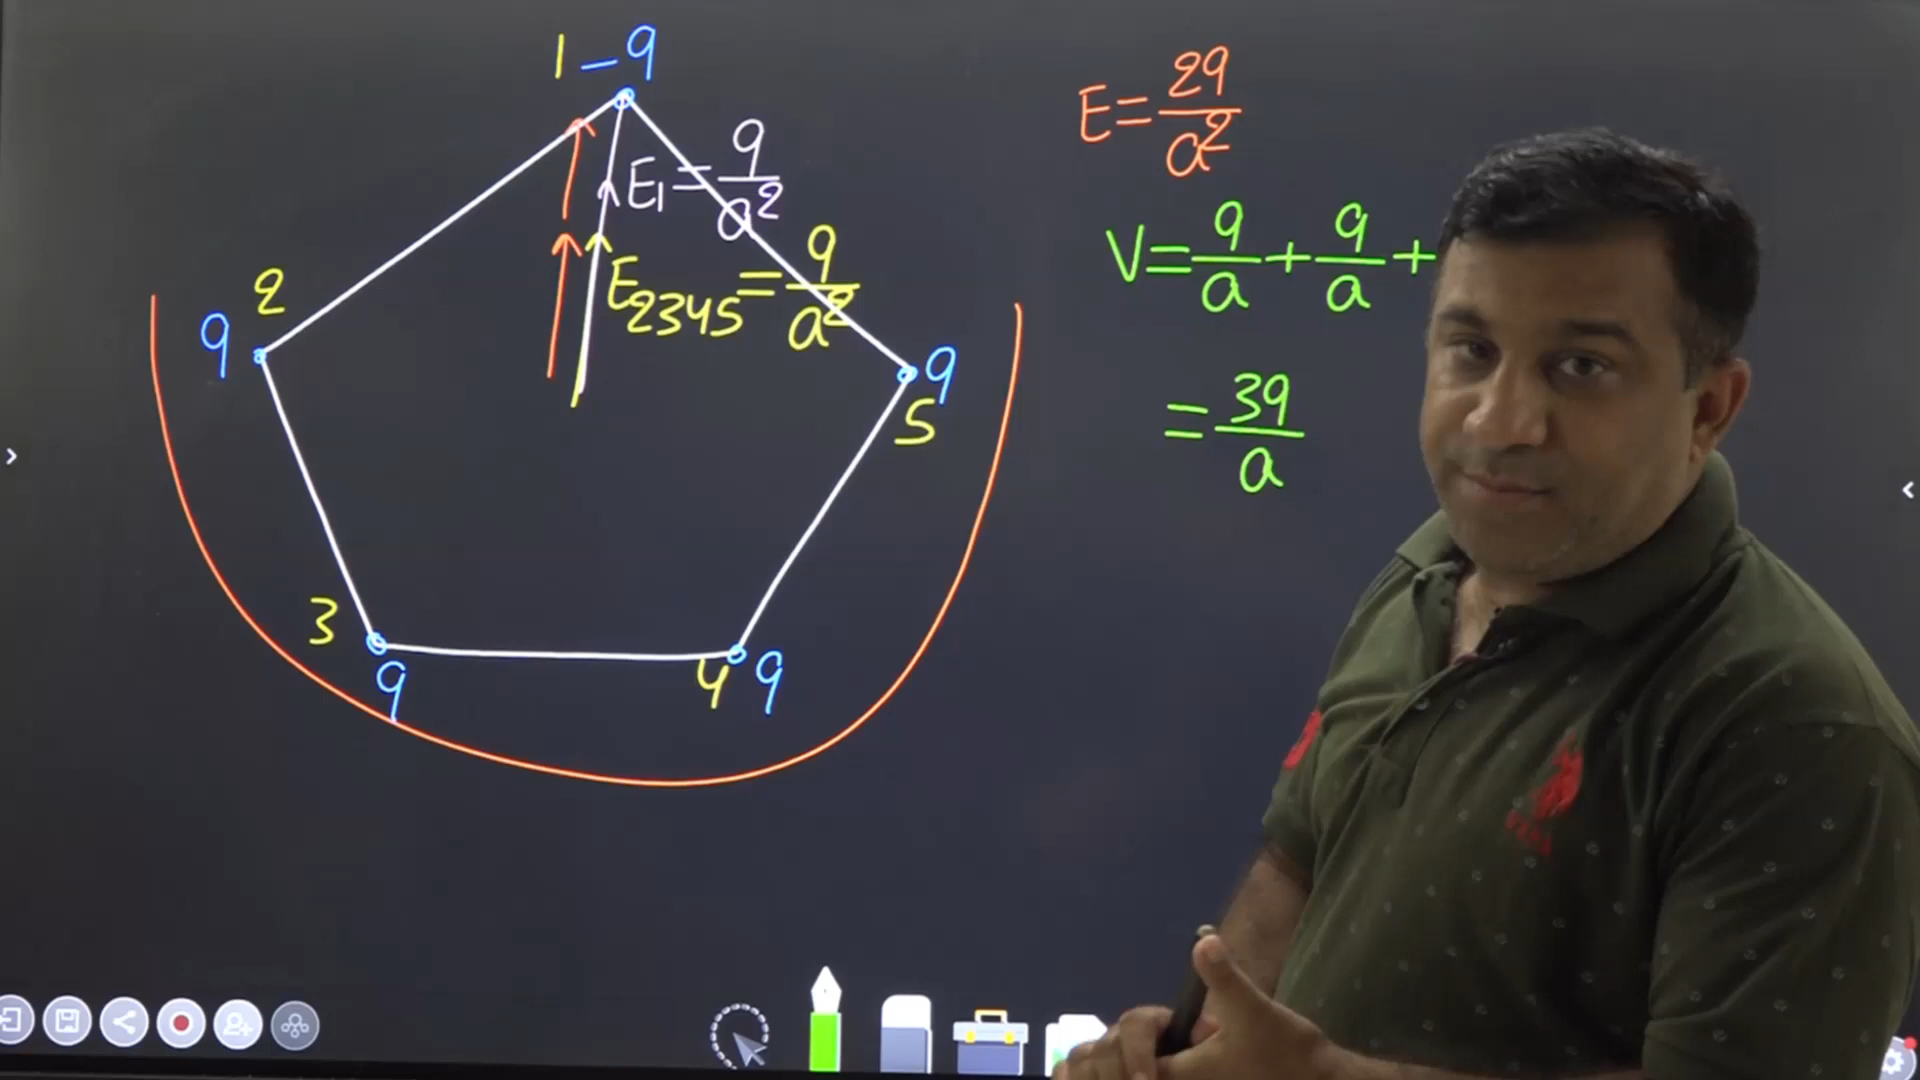 1 -q
E₁ = q/a²
E₂₃₄₅ = q/a²
2
q
q
5
3
q
4 q
E = 2q/a²
V = q/a + q/a +
= 3q/a